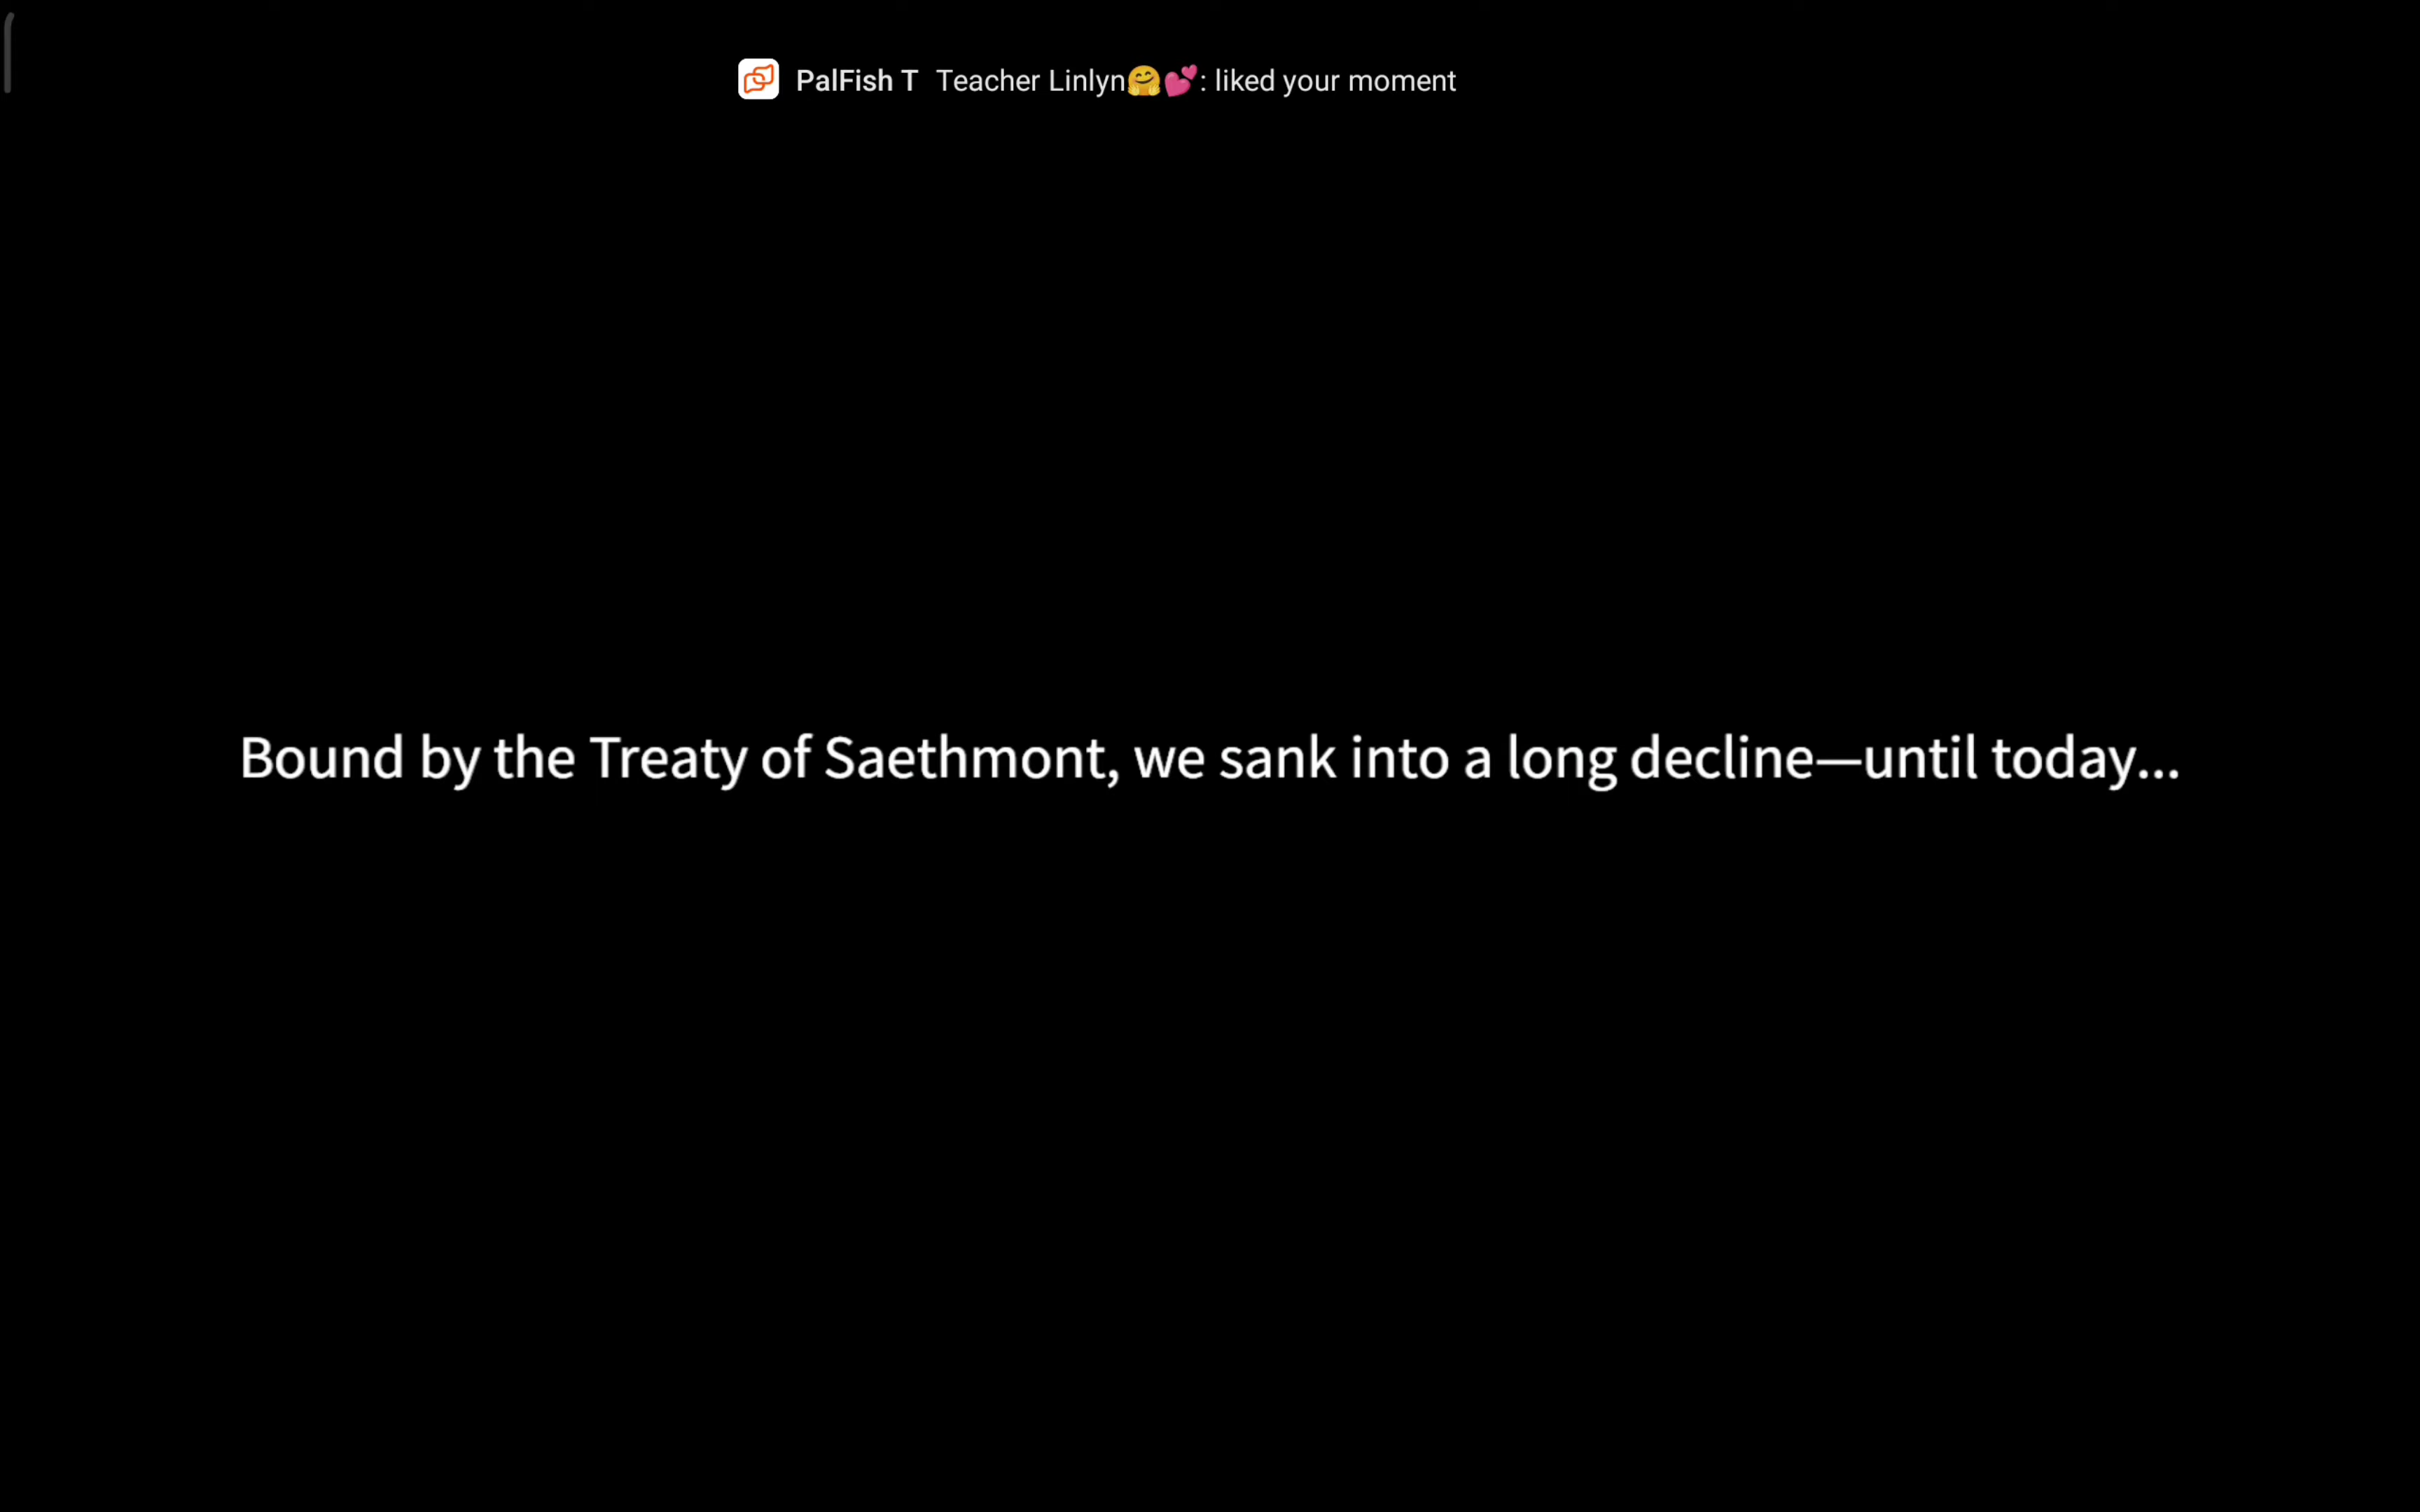 PalFish T Teacher Linlyn🤗💕: liked your moment
Bound by the Treaty of Saethmont, we sank into a long decline—until today...